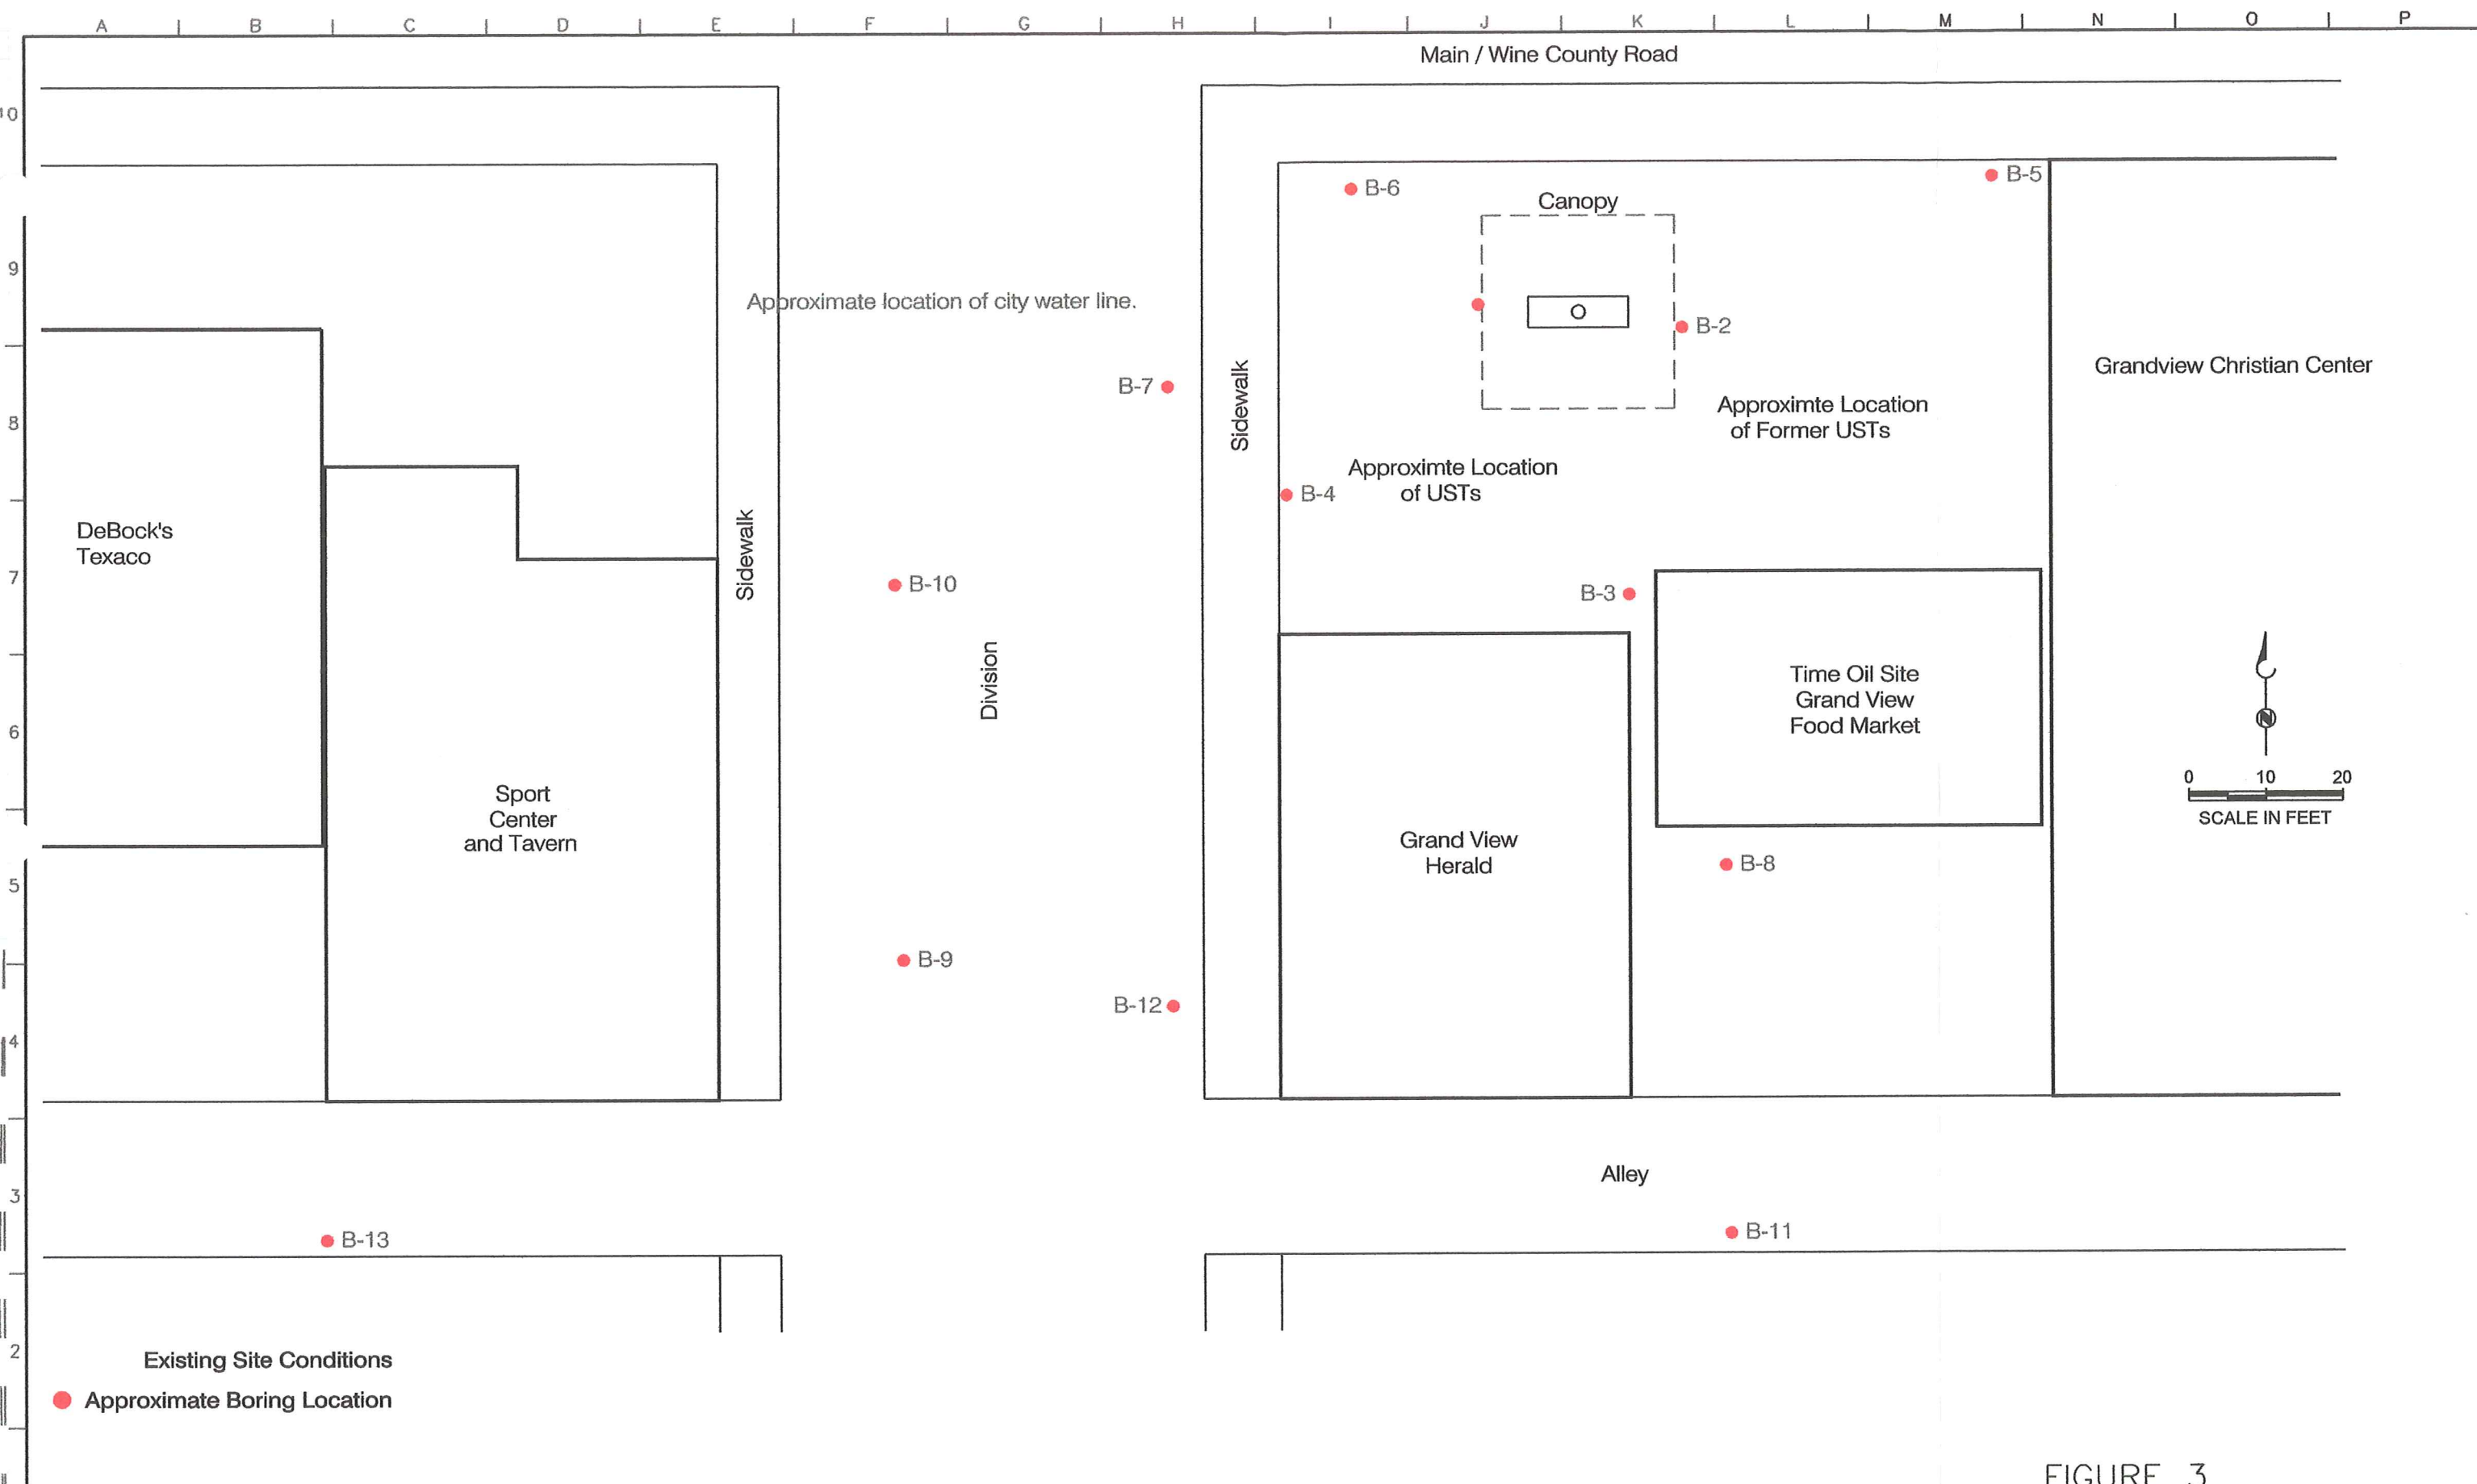 A B C D E F G H I J K L M N O P
Main / Wine County Road
10
B-6
B-5
Canopy
9
Approximate location of city water line.
B-2
Grandview Christian Center
B-7
Sidewalk
8
Approximte Location
of Former USTs
Approximte Location
of USTs
B-4
DeBock's
Texaco
Sidewalk
7
B-10
B-3
Division
Time Oil Site
Grand View
Food Market
N
6
0 10 20
SCALE IN FEET
Sport
Center
and Tavern
Grand View
Herald
B-8
5
B-9
B-12
4
Alley
3
B-13
B-11
2
Existing Site Conditions
Approximate Boring Location
FIGURE 3